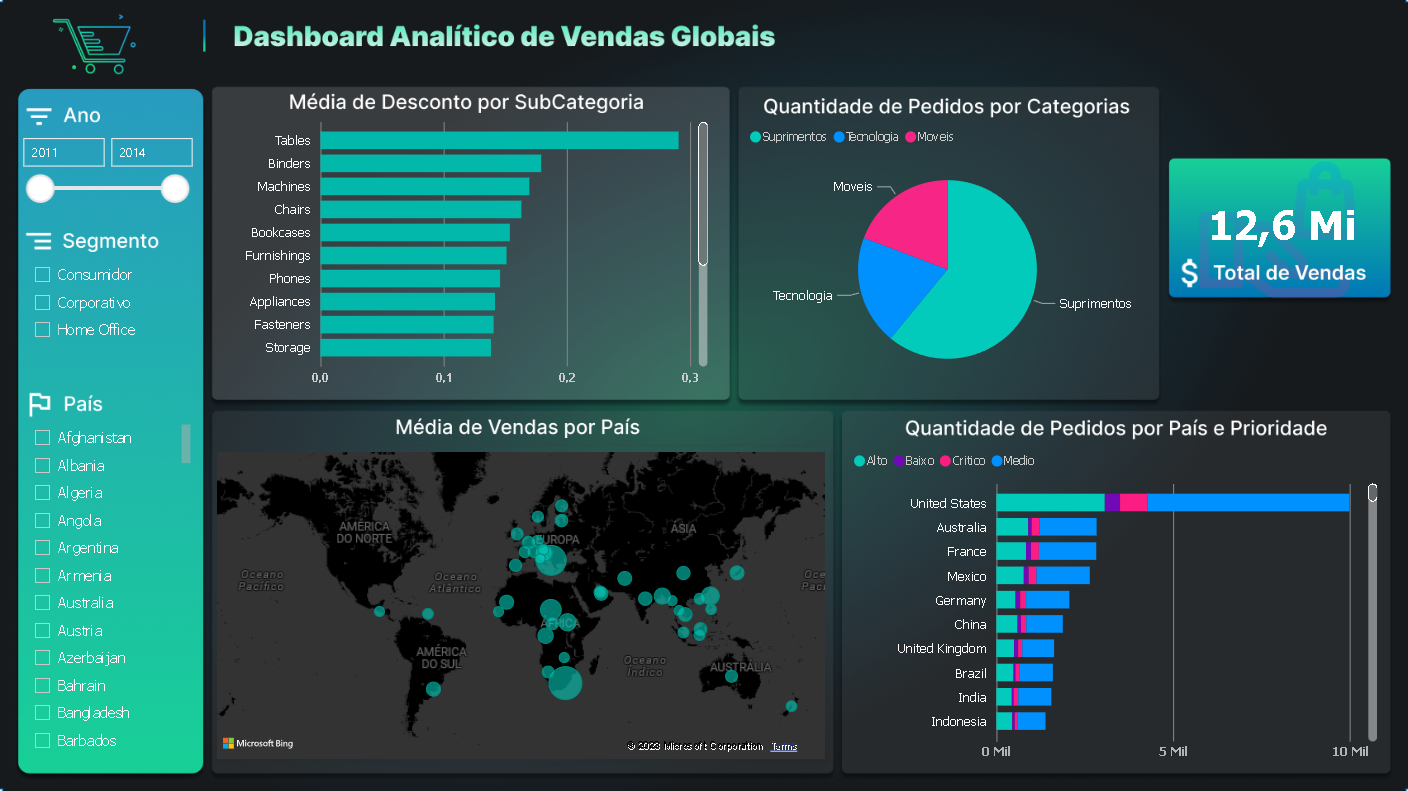 Dashboard Analítico de Vendas Globais
Ano
2011
2014
Segmento
Consumidor
Corporativo
Home Office
País
Afghanistan
Albania
Algeria
Angola
Argentina
Armenia
Australia
Austria
Azerbaijan
Bahrain
Bangladesh
Barbados
Média de Desconto por SubCategoria
Tables
Binders
Machines
Chairs
Bookcases
Furnishings
Phones
Appliances
Fasteners
Storage
0,0 0,1 0,2 0,3
Quantidade de Pedidos por Categorias
Suprimentos Tecnologia Moveis
Moveis
Tecnologia
Suprimentos
12,6 Mi
$ Total de Vendas
Média de Vendas por País
AMÉRICA
DO NORTE
EUROPA
ÁSIA
Oceano
Pacífico
Oceano
Atlântico
ÁFRICA
AMÉRICA
DO SUL
Oceano
Índico
AUSTRÁLIA
Microsoft Bing
© 2023 Microsoft Corporation Terms
Quantidade de Pedidos por País e Prioridade
Alto Baixo Critico Medio
United States
Australia
France
Mexico
Germany
China
United Kingdom
Brazil
India
Indonesia
0 Mil 5 Mil 10 Mil